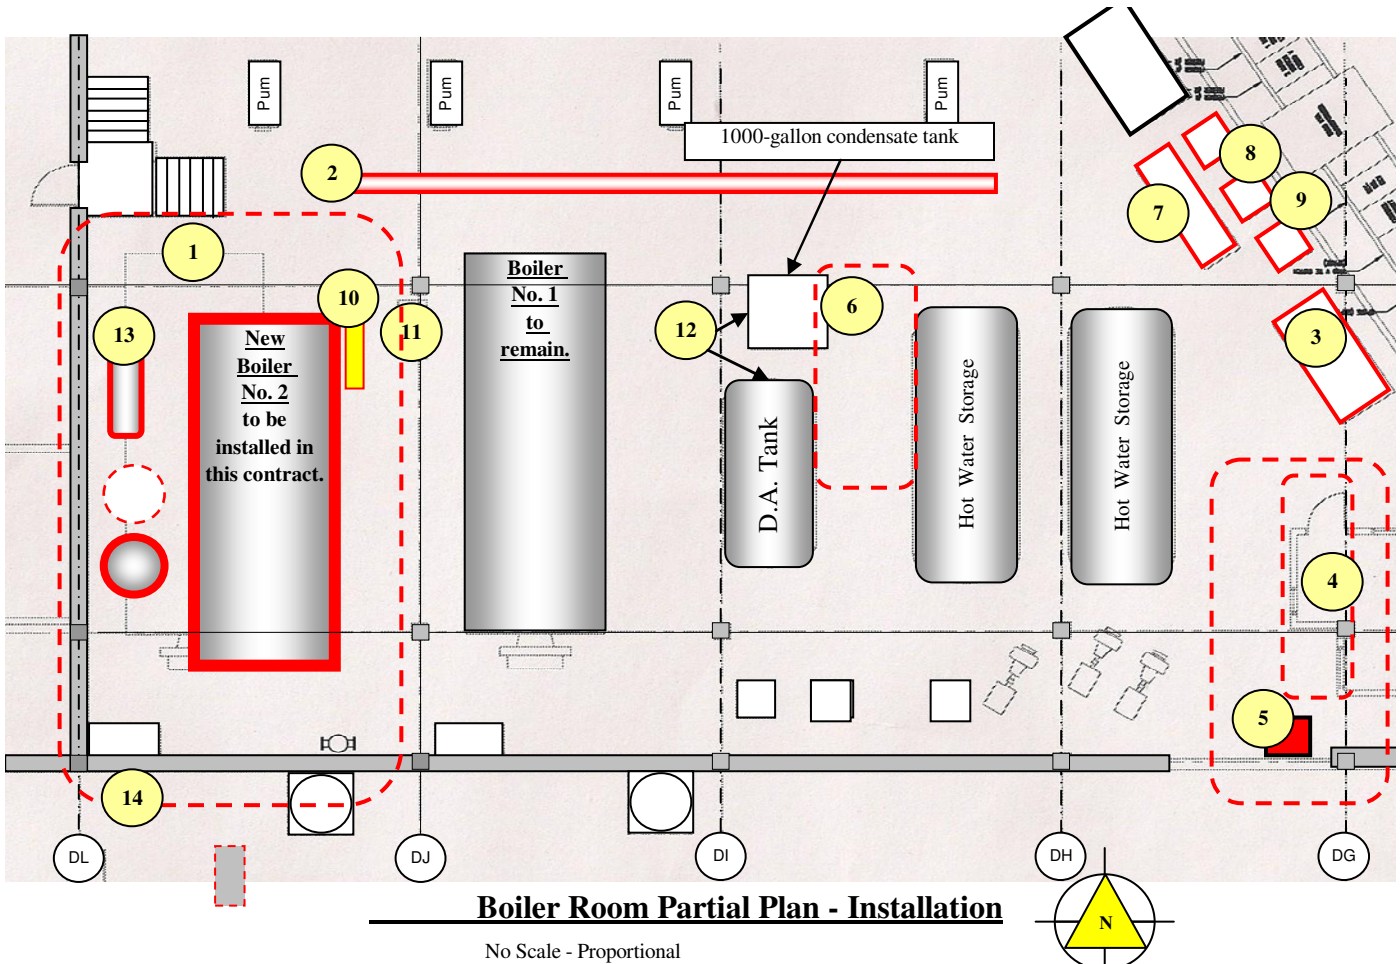 Pum
Pum
Pum
Pum
1000-gallon condensate tank
2
8
7
9
1
10
11
13
12
6
3
Boiler
No. 1
to
remain.
New
Boiler
No. 2
to be
installed in
this contract.
D.A. Tank
Hot Water Storage
Hot Water Storage
4
5
14
DL
DJ
DI
DH
DG
Boiler Room Partial Plan - Installation
N
No Scale - Proportional